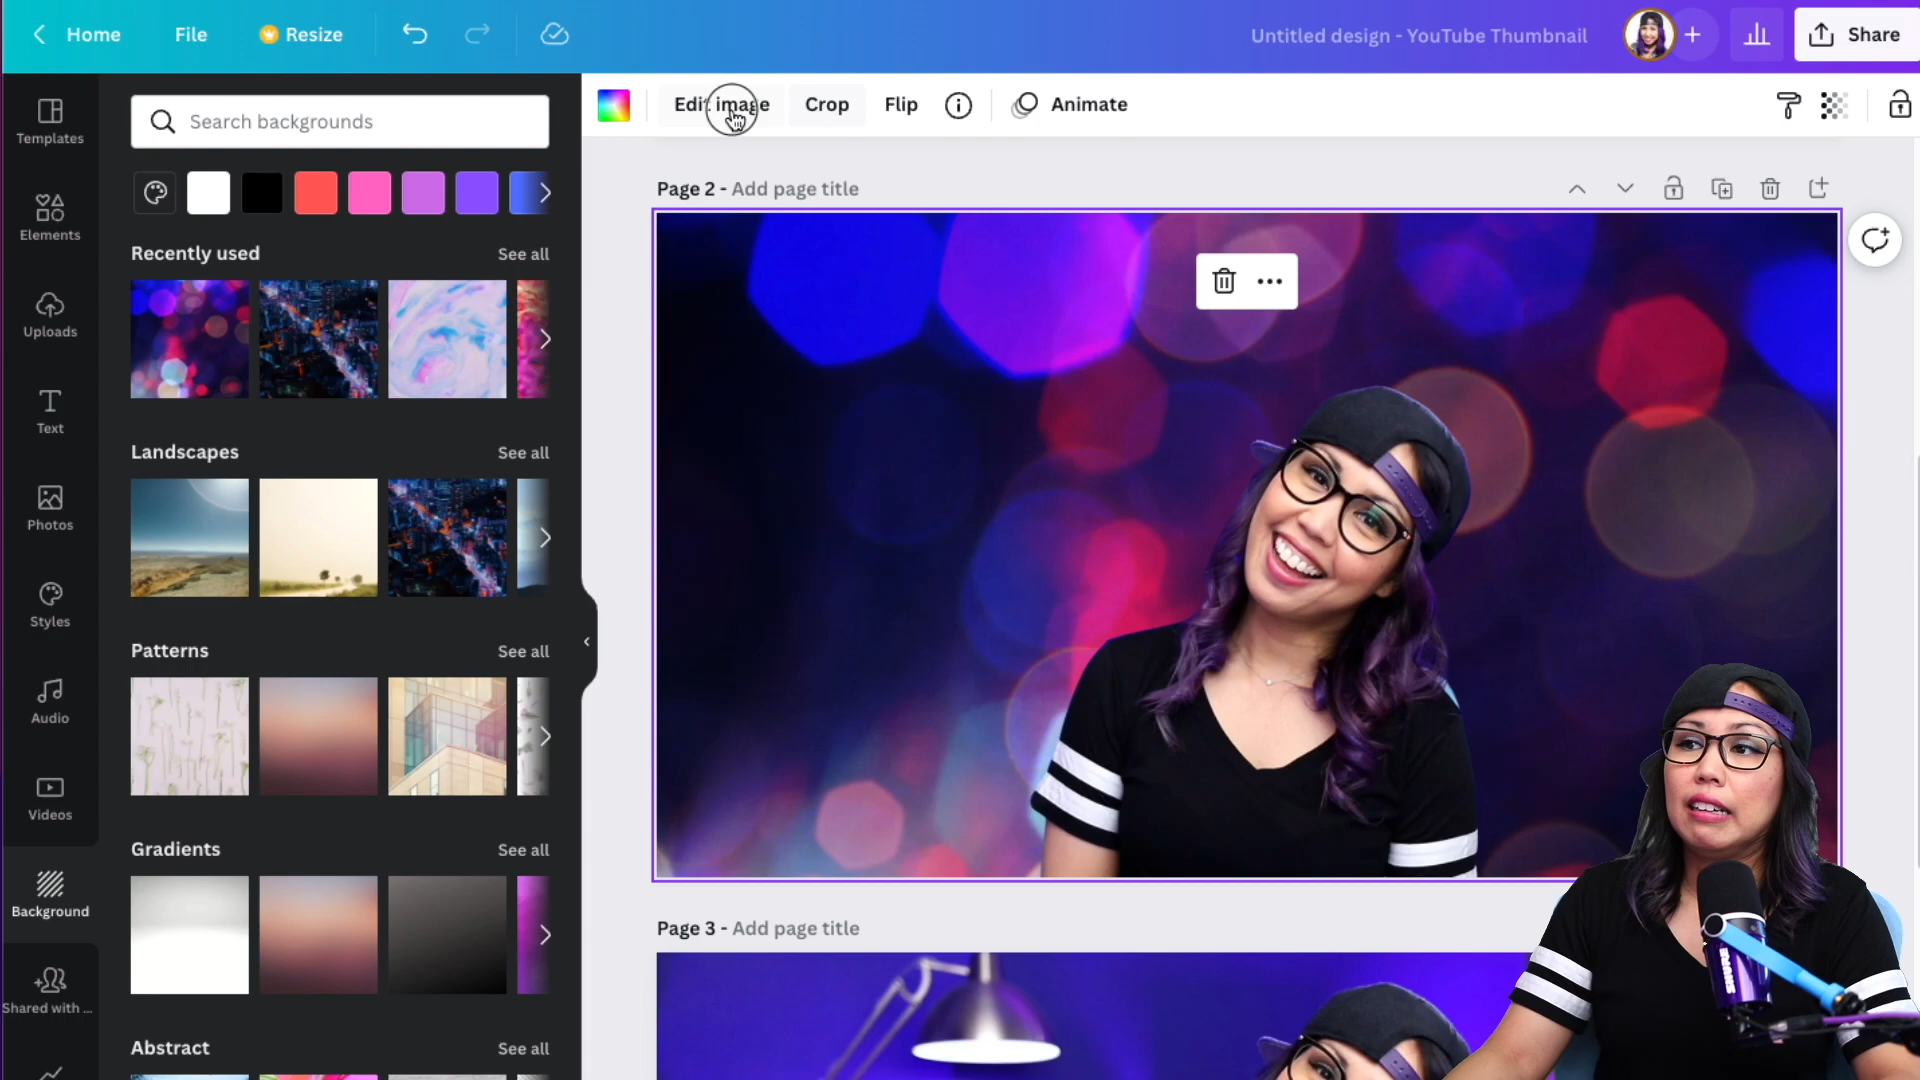 Home
File
Resize
Untitled design - YouTube Thumbnail
Share
Edit image
Crop
Flip
Animate
Templates
Elements
Uploads
Text
Photos
Styles
Audio
Videos
Background
Shared with ...
Search backgrounds
Recently used
See all
Landscapes
See all
Patterns
See all
Gradients
See all
Abstract
See all
Page 2 - Add page title
Page 3 - Add page title